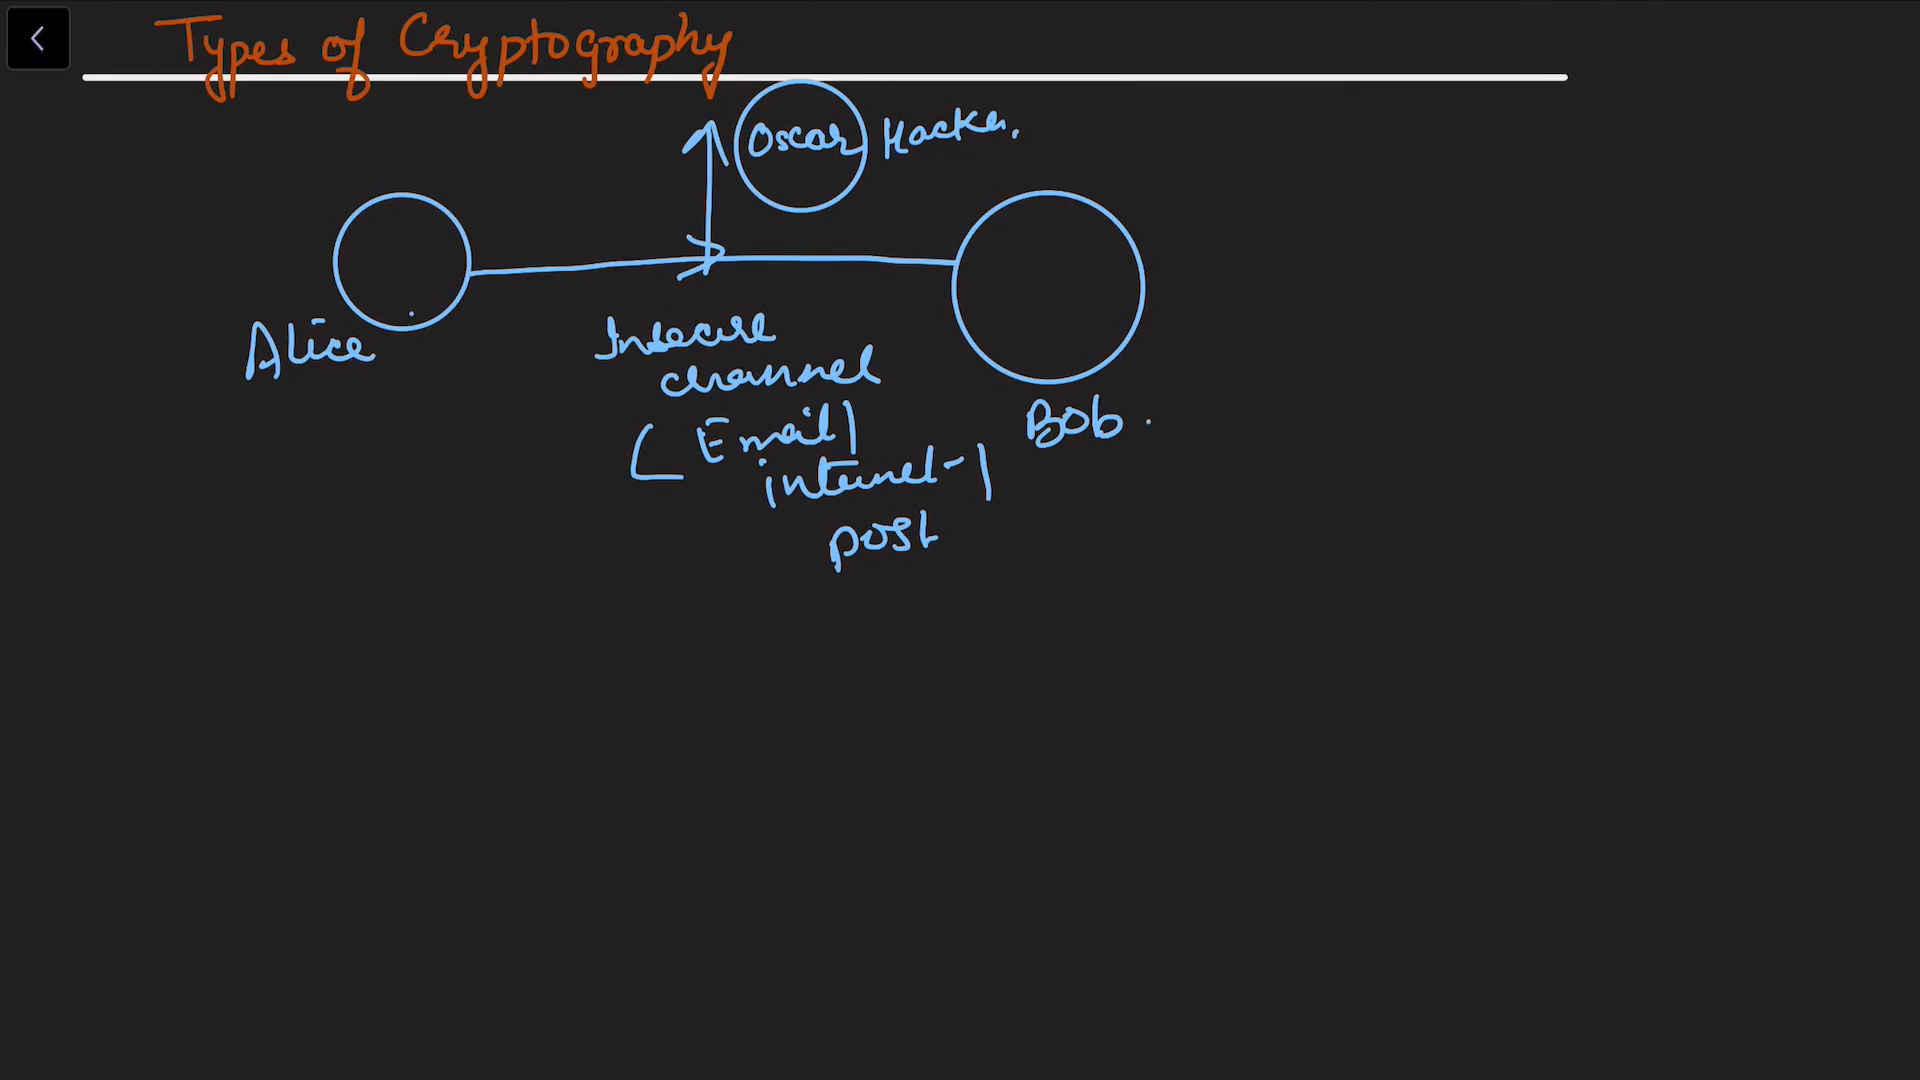 Types of Cryptography
Oscar Hacker.
Alice
Insecure
channel
(Email)
internet-)
post
Bob.